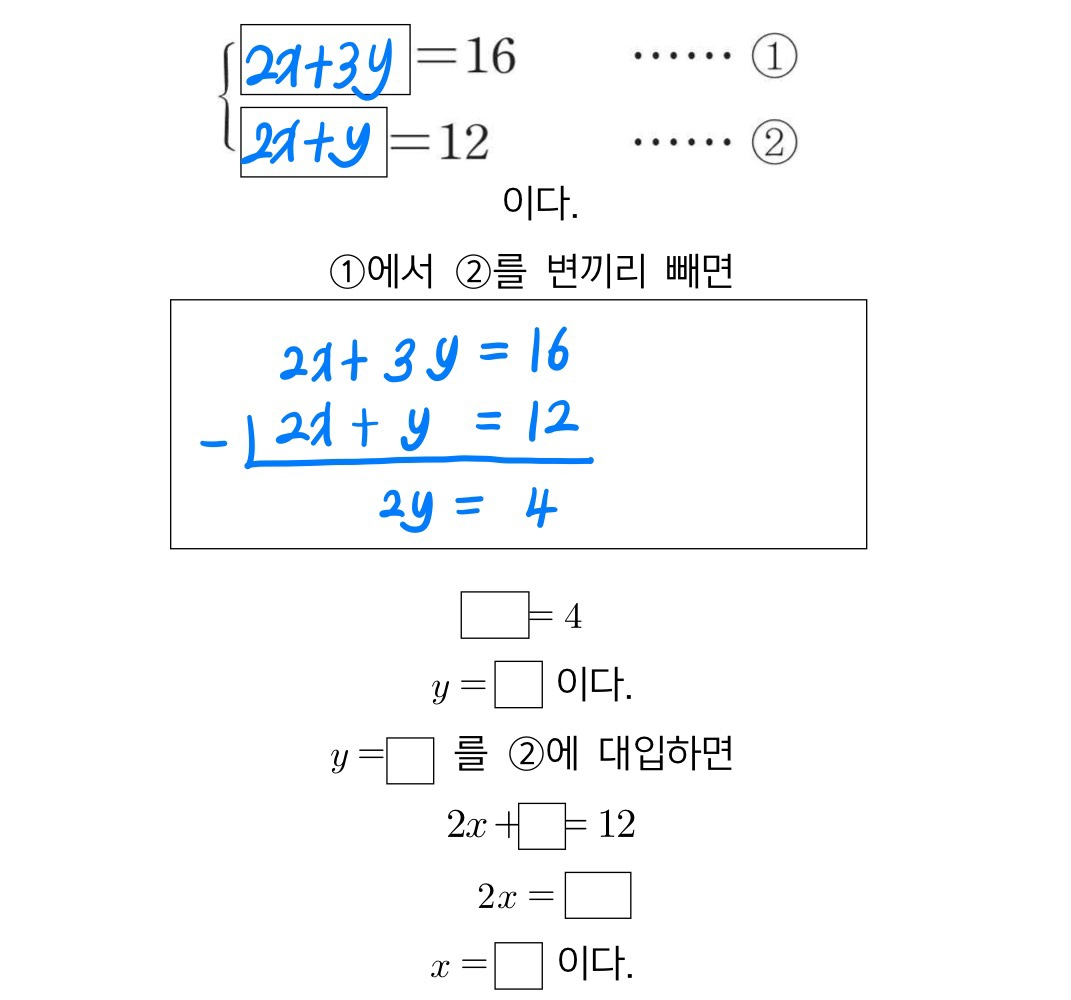 2x+3y =16 …… ①
2x+y =12 …… ②
이다.
①에서 ②를 변끼리 빼면
2x+3y=16
-) 2x+y=12
2y=4
□=4
y=□ 이다.
y=□ 를 ②에 대입하면
2x+□=12
2x=□
x=□ 이다.